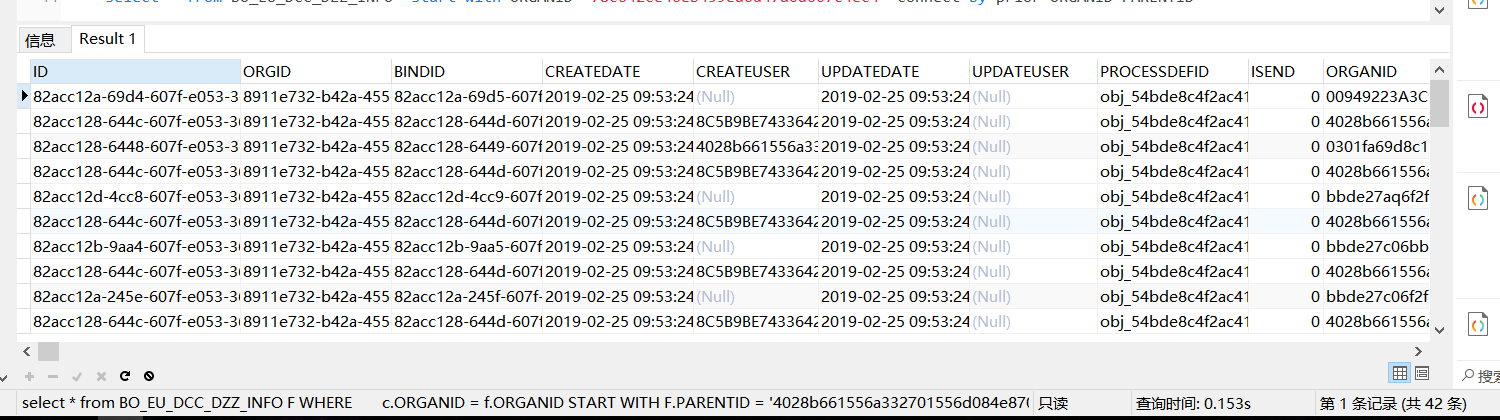 信息 Result 1
ID ORGID BINDID CREATEDATE CREATEUSER UPDATEDATE UPDATEUSER PROCESSDEFID ISEND ORGANID
82acc12a-69d4-607f-e053-3 8911e732-b42a-455 82acc12a-69d5-607f 2019-02-25 09:53:24 (Null) 2019-02-25 09:53:24 (Null) obj_54bde8c4f2ac41 0 00949223A3C
82acc128-644c-607f-e053-3 8911e732-b42a-455 82acc128-644d-607f 2019-02-25 09:53:24 8C5B9BE7433642 2019-02-25 09:53:24 (Null) obj_54bde8c4f2ac41 0 4028b661556a
82acc128-6448-607f-e053-3 8911e732-b42a-455 82acc128-6449-607f 2019-02-25 09:53:24 4028b661556a33 2019-02-25 09:53:24 (Null) obj_54bde8c4f2ac41 0 0301fa69d8c1
82acc128-644c-607f-e053-3 8911e732-b42a-455 82acc128-644d-607f 2019-02-25 09:53:24 8C5B9BE7433642 2019-02-25 09:53:24 (Null) obj_54bde8c4f2ac41 0 4028b661556a
82acc12d-4cc8-607f-e053-3 8911e732-b42a-455 82acc12d-4cc9-607f 2019-02-25 09:53:24 (Null) 2019-02-25 09:53:24 (Null) obj_54bde8c4f2ac41 0 bbde27aq6f2f
82acc128-644c-607f-e053-3 8911e732-b42a-455 82acc128-644d-607f 2019-02-25 09:53:24 8C5B9BE7433642 2019-02-25 09:53:24 (Null) obj_54bde8c4f2ac41 0 4028b661556a
82acc12b-9aa4-607f-e053-3 8911e732-b42a-455 82acc12b-9aa5-607f 2019-02-25 09:53:24 (Null) 2019-02-25 09:53:24 (Null) obj_54bde8c4f2ac41 0 bbde27c06bb
82acc128-644c-607f-e053-3 8911e732-b42a-455 82acc128-644d-607f 2019-02-25 09:53:24 8C5B9BE7433642 2019-02-25 09:53:24 (Null) obj_54bde8c4f2ac41 0 4028b661556a
82acc12a-245e-607f-e053-3 8911e732-b42a-455 82acc12a-245f-607f- 2019-02-25 09:53:24 (Null) 2019-02-25 09:53:24 (Null) obj_54bde8c4f2ac41 0 bbde27c06f2f
82acc128-644c-607f-e053-3 8911e732-b42a-455 82acc128-644d-607f 2019-02-25 09:53:24 8C5B9BE7433642 2019-02-25 09:53:24 (Null) obj_54bde8c4f2ac41 0 4028b661556a
搜索
select * from BO_EU_DCC_DZZ_INFO F WHERE c.ORGANID = f.ORGANID START WITH F.PARENTID = '4028b661556a332701556d084e87 只读 查询时间: 0.153s 第 1 条记录 (共 42 条)